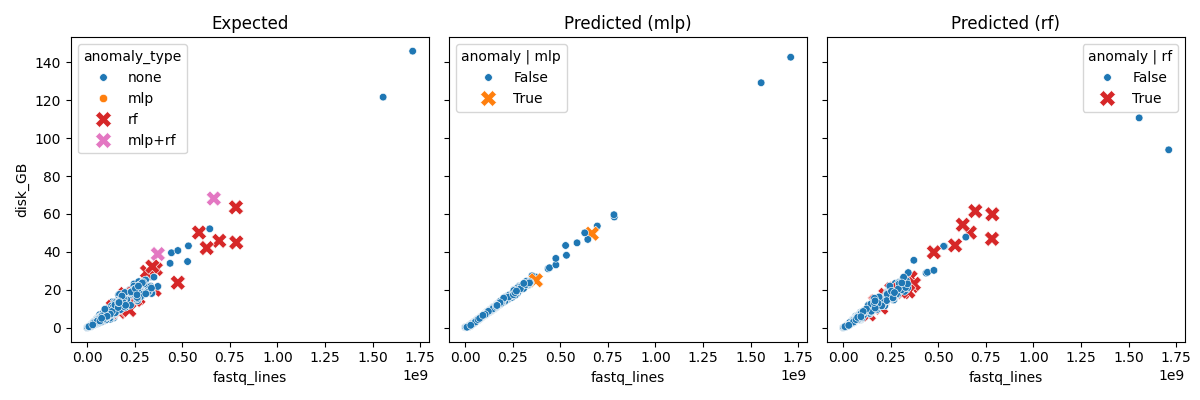 Expected
anomaly_type
none
mlp
rf
mlp+rf
disk_GB
140
120
100
80
60
40
20
0
0.00 0.25 0.50 0.75 1.00 1.25 1.50 1.75
1e9
fastq_lines
Predicted (mlp)
anomaly | mlp
False
True
0.00 0.25 0.50 0.75 1.00 1.25 1.50 1.75
1e9
fastq_lines
Predicted (rf)
anomaly | rf
False
True
0.00 0.25 0.50 0.75 1.00 1.25 1.50 1.75
1e9
fastq_lines